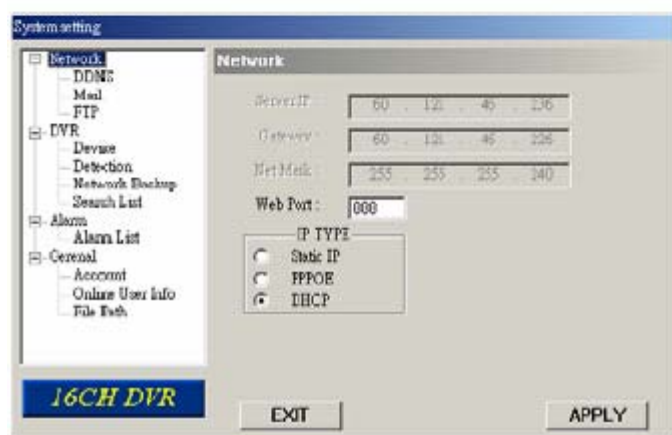 System setting
Network
DDNS
Mail
FTP
DVR
Device
Detection
Network Backup
Search List
Alarm
Alarm List
Gerenal
Account
Online User Info
File Path
16CH DVR
Network
Server IP :
60 . 121 . 46 . 236
Gateway :
60 . 121 . 46 . 226
Net Mask :
255 . 255 . 255 . 240
Web Port :
000
IP TYPE
Static IP
PPPOE
DHCP
EXIT
APPLY